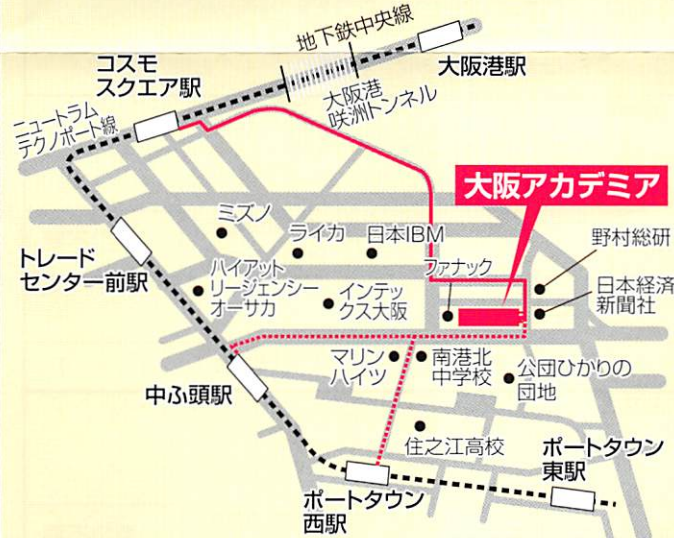 地下鉄中央線
大阪港駅
コスモ
スクエア駅
大阪港
咲洲トンネル
ニュートラム
テクノポート線
大阪アカデミア
ミズノ
ライカ
日本IBM
野村総研
トレード
センター前駅
ハイアット
リージェンシー
オーサカ
インテッ
クス大阪
ファナック
日本経済
新聞社
マリン
ハイツ
南港北
中学校
公団ひかりの
団地
中ふ頭駅
住之江高校
ポートタウン
東駅
ポートタウン
西駅